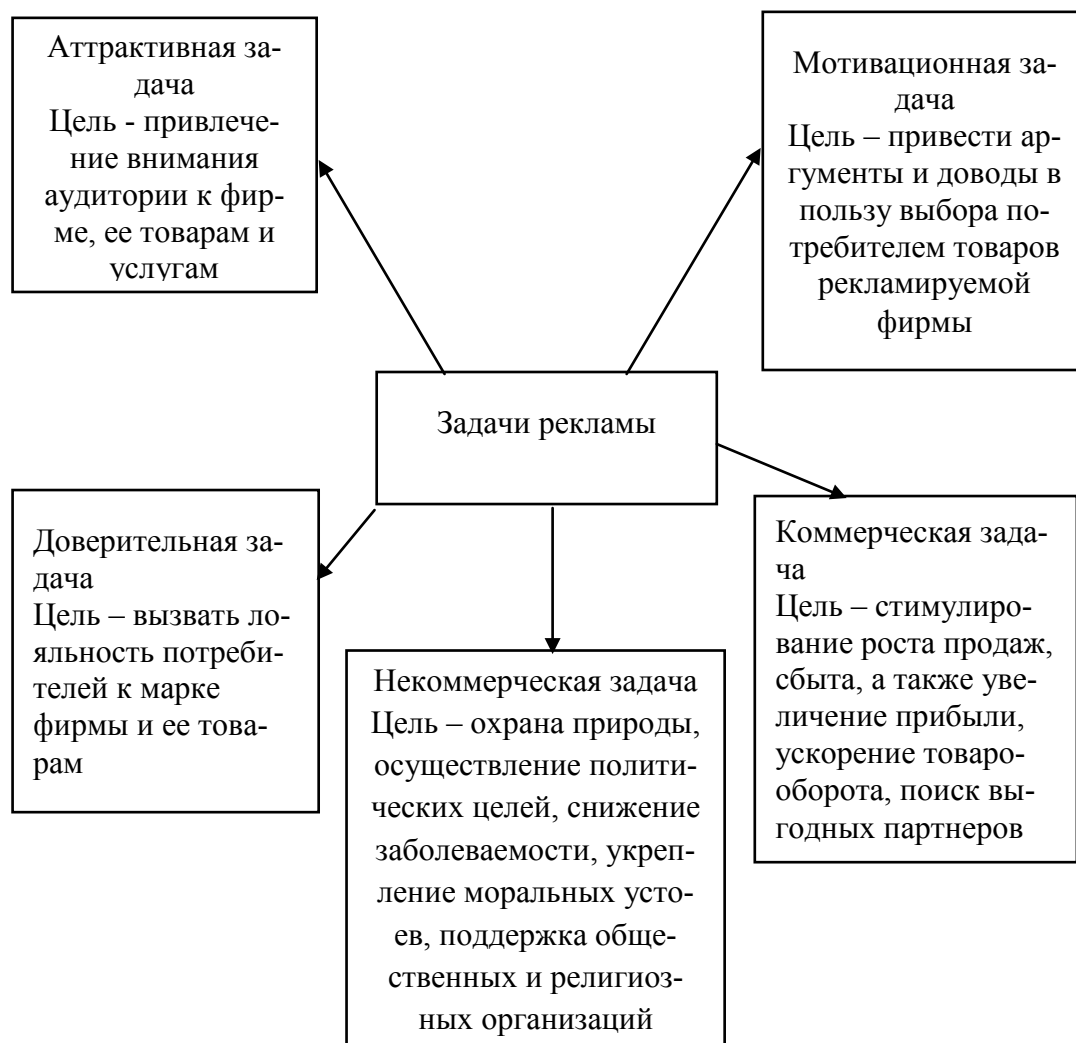 Аттрактивная за-
дача
Цель - привлече-
ние внимания
аудитории к фир-
ме, ее товарам и
услугам
Мотивационная за-
дача
Цель – привести ар-
гументы и доводы в
пользу выбора по-
требителем товаров
рекламируемой
фирмы
Задачи рекламы
Доверительная за-
дача
Цель – вызвать ло-
яльность потреби-
телей к марке
фирмы и ее това-
рам
Некоммерческая задача
Цель – охрана природы,
осуществление полити-
ческих целей, снижение
заболеваемости, укреп-
ление моральных усто-
ев, поддержка обще-
ственных и религиоз-
ных организаций
Коммерческая зада-
ча
Цель – стимулиро-
вание роста продаж,
сбыта, а также уве-
личение прибыли,
ускорение товаро-
оборота, поиск вы-
годных партнеров